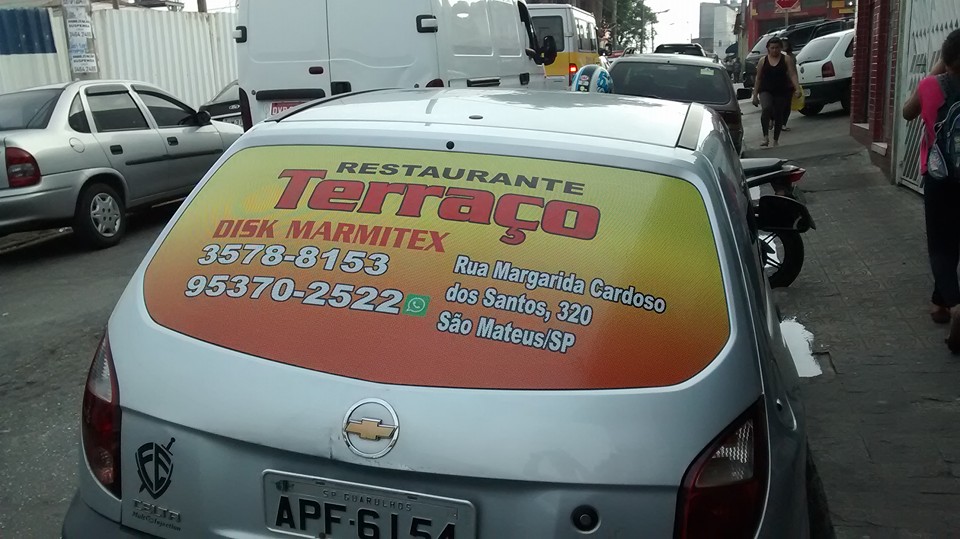 RESTAURANTE
Terraço
DISK MARMITEX
3578-8153
95370-2522
Rua Margarida Cardoso
dos Santos, 320
São Mateus/SP
CELTA
SP GUARULHOS
APF-6154